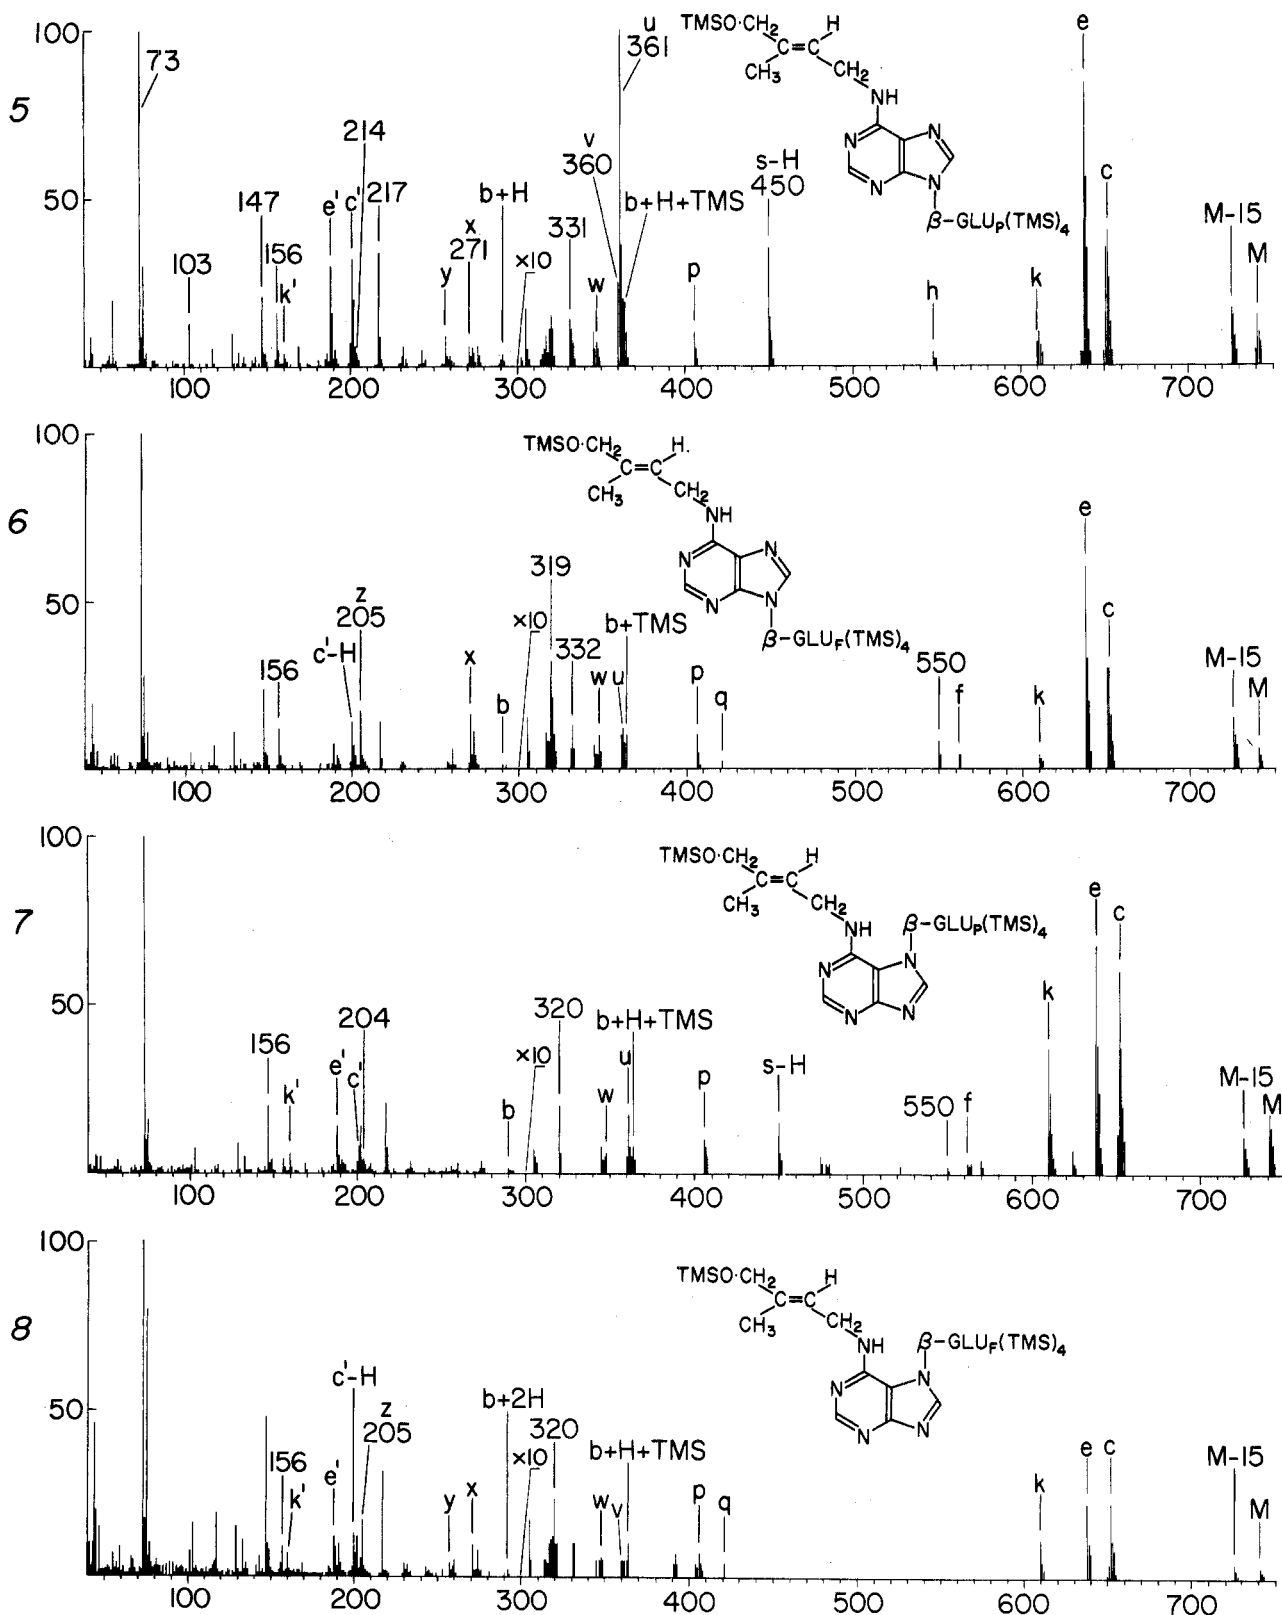 5
100
50
73
103
147
156
k'
e'
c'
214
217
y
x
271
b+H
×10
331
w
v
360
u
361
b+H+TMS
p
s-H
450
h
k
e
c
M-15
M
TMSO·CH₂
H
C=C
CH₃
CH₂
NH
N
N
N
N
β-GLUₚ(TMS)₄
100 200 300 400 500 600 700
6
100
50
156
c'-H
z
205
x
b
×10
319
332
w
u
b+TMS
p
q
550
f
k
e
c
M-15
M
TMSO·CH₂
H.
C=C
CH₃
CH₂
NH
N
N
N
N
β-GLU_F(TMS)₄
100 200 300 400 500 600 700
7
100
50
156
k'
e'
c'
204
b
×10
320
w
u
b+H+TMS
p
s-H
550
f
k
e
c
M-15
M
TMSO·CH₂
H
C=C
CH₃
CH₂
NH
β-GLUₚ(TMS)₄
N
N
N
N
100 200 300 400 500 600 700
8
100
50
156
k'
e'
c'-H
z
205
y
x
b+2H
×10
320
w
v
b+H+TMS
p
q
k
e
c
M-15
M
TMSO·CH₂
H
C=C
CH₃
CH₂
NH
β-GLU_F(TMS)₄
N
N
N
N
100 200 300 400 500 600 700